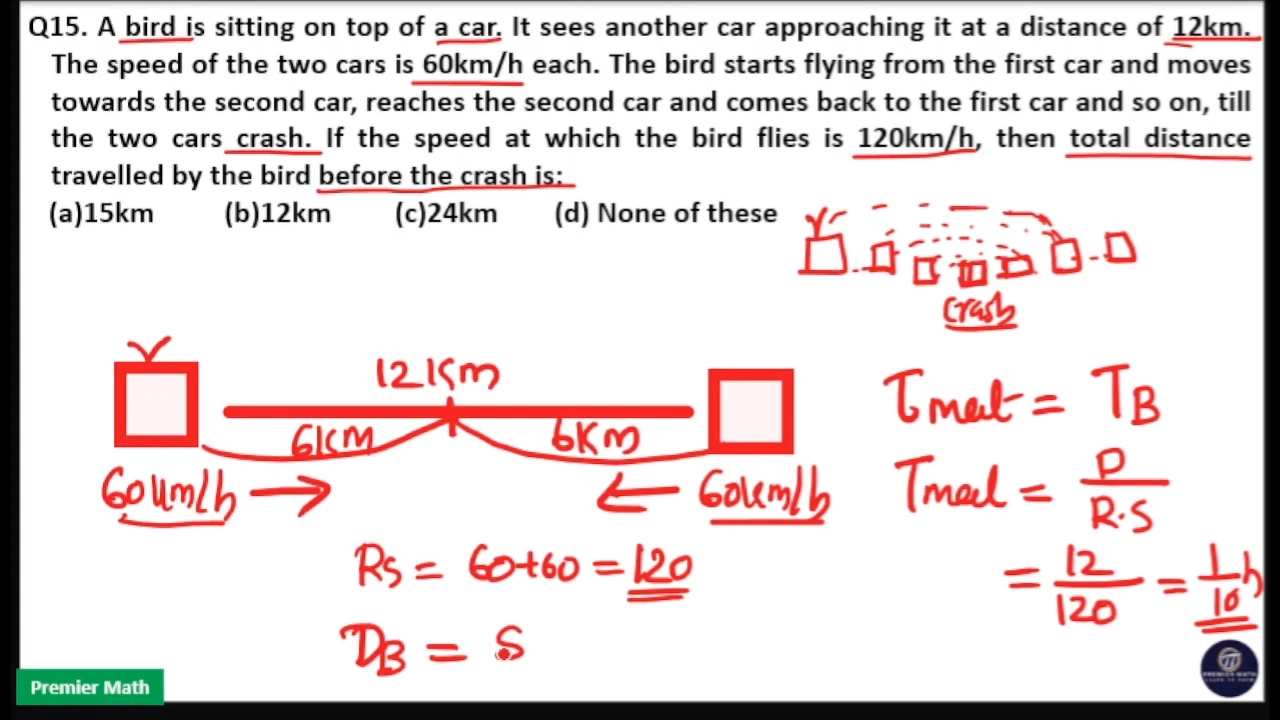 Q15. A bird is sitting on top of a car. It sees another car approaching it at a distance of 12km.
The speed of the two cars is 60km/h each. The bird starts flying from the first car and moves
towards the second car, reaches the second car and comes back to the first car and so on, till
the two cars crash. If the speed at which the bird flies is 120km/h, then total distance
travelled by the bird before the crash is:
(a)15km (b)12km (c)24km (d) None of these
crash
12km
6km 6km
60km/h 60km/h
Tmeet = TB
Tmeet = D/R.S
= 12/120 = 1/10 h
RS = 60+60 = 120
DB = S
Premier Math
PREMIER MATH